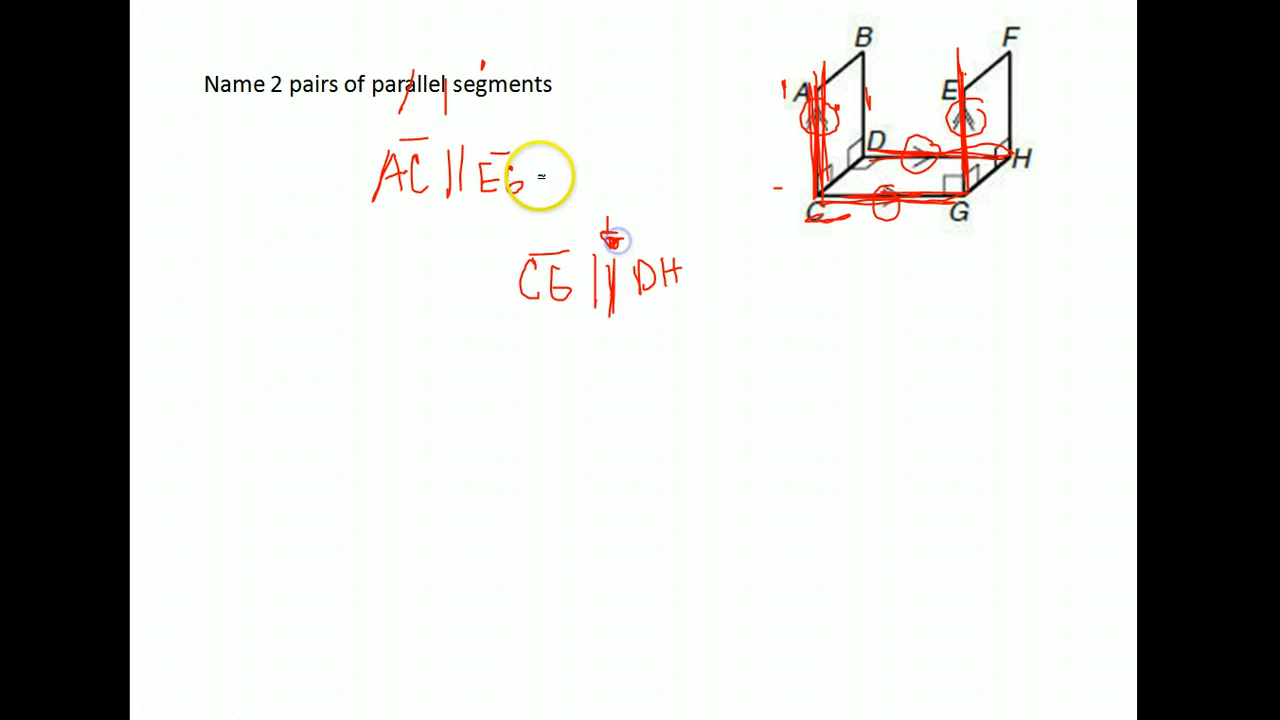 Name 2 pairs of parallel segments
AC || EG
CG || DH
B
F
A
E
D
H
C
G